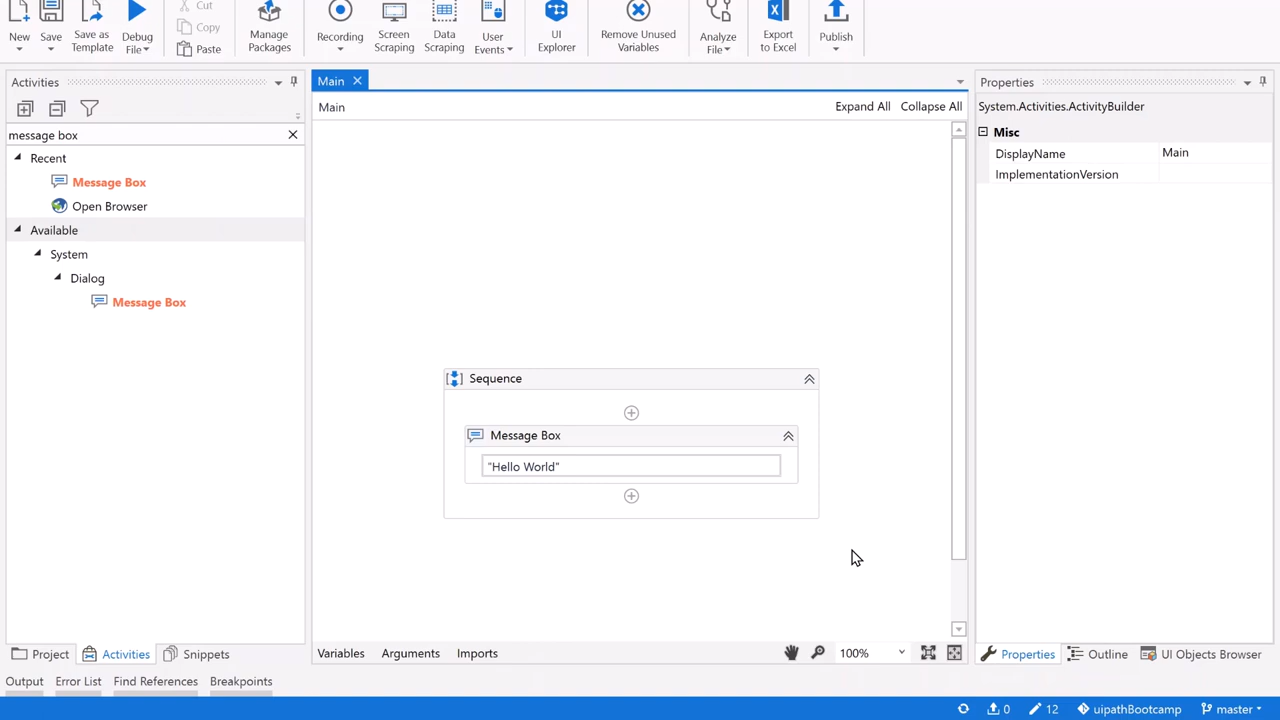 New
Save
Save as
Template
Debug
File
Cut
Copy
Paste
Manage
Packages
Recording
Screen
Scraping
Data
Scraping
User
Events
UI
Explorer
Remove Unused
Variables
Analyze
File
Export
to Excel
Publish
Activities
message box
Recent
Message Box
Open Browser
Available
System
Dialog
Message Box
Project
Activities
Snippets
Main
Main
Expand All
Collapse All
Sequence
Message Box
"Hello World"
Variables
Arguments
Imports
100%
Properties
System.Activities.ActivityBuilder
Misc
DisplayName
Main
ImplementationVersion
Properties
Outline
UI Objects Browser
Output
Error List
Find References
Breakpoints
0
12
uipathBootcamp
master